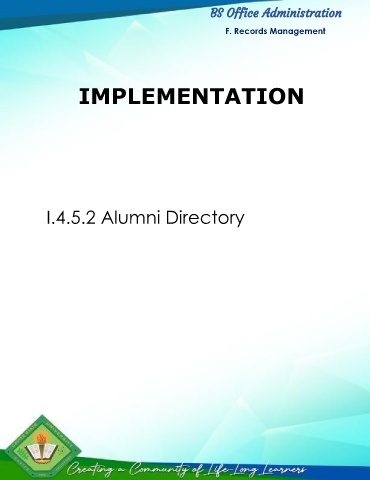 BS Office Administration
F. Records Management
IMPLEMENTATION
I.4.5.2 Alumni Directory
Creating a Community of Life-Long Learners